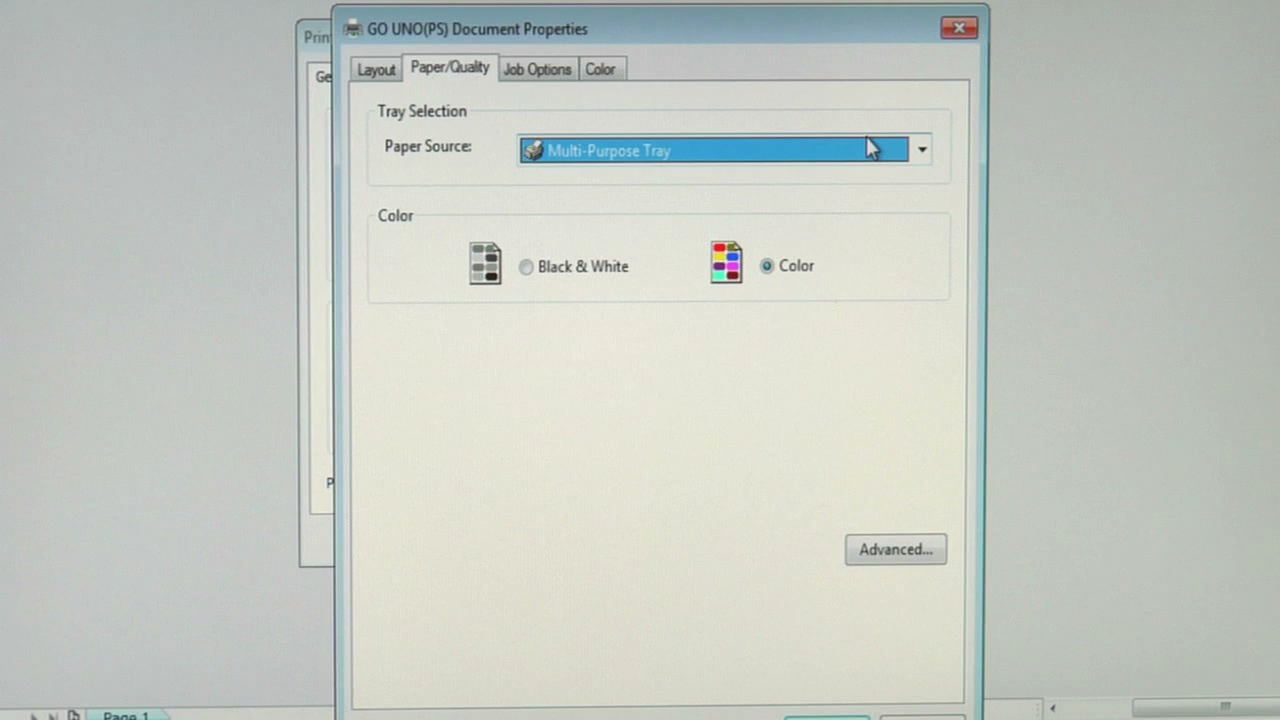 GO UNO(PS) Document Properties
Layout
Paper/Quality
Job Options
Color
Tray Selection
Paper Source:
Multi-Purpose Tray
Color
Black & White
Color
Advanced...
Page 1